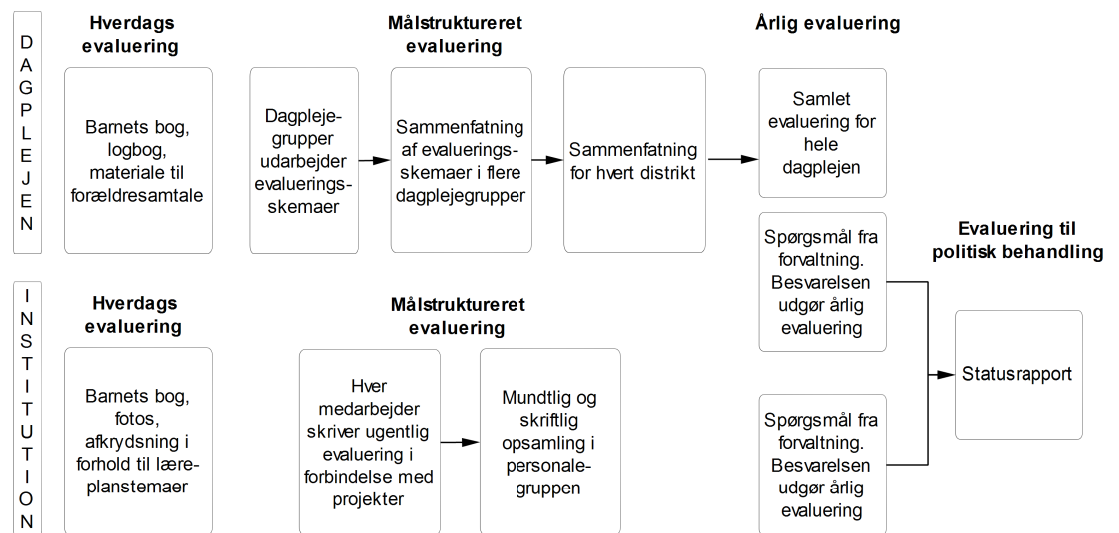 DAGPLEJEN
Hverdags
evaluering
Barnets bog,
logbog,
materiale til
forældresamtale
Målstruktureret
evaluering
Dagpleje-
grupper
udarbejder
evaluerings-
skemaer
Sammenfatning
af evaluerings-
skemaer i flere
dagplejegrupper
Sammenfatning
for hvert distrikt
Årlig evaluering
Samlet
evaluering for
hele
dagplejen
Spørgsmål fra
forvaltning.
Besvarelsen
udgør årlig
evaluering
INSTITUTION
Hverdags
evaluering
Barnets bog,
fotos,
afkrydsning i
forhold til lære-
planstemaer
Målstruktureret
evaluering
Hver
medarbejder
skriver ugentlig
evaluering i
forbindelse med
projekter
Mundtlig og
skriftlig
opsamling i
personale-
gruppen
Spørgsmål fra
forvaltning.
Besvarelsen
udgør årlig
evaluering
Evaluering til
politisk behandling
Statusrapport